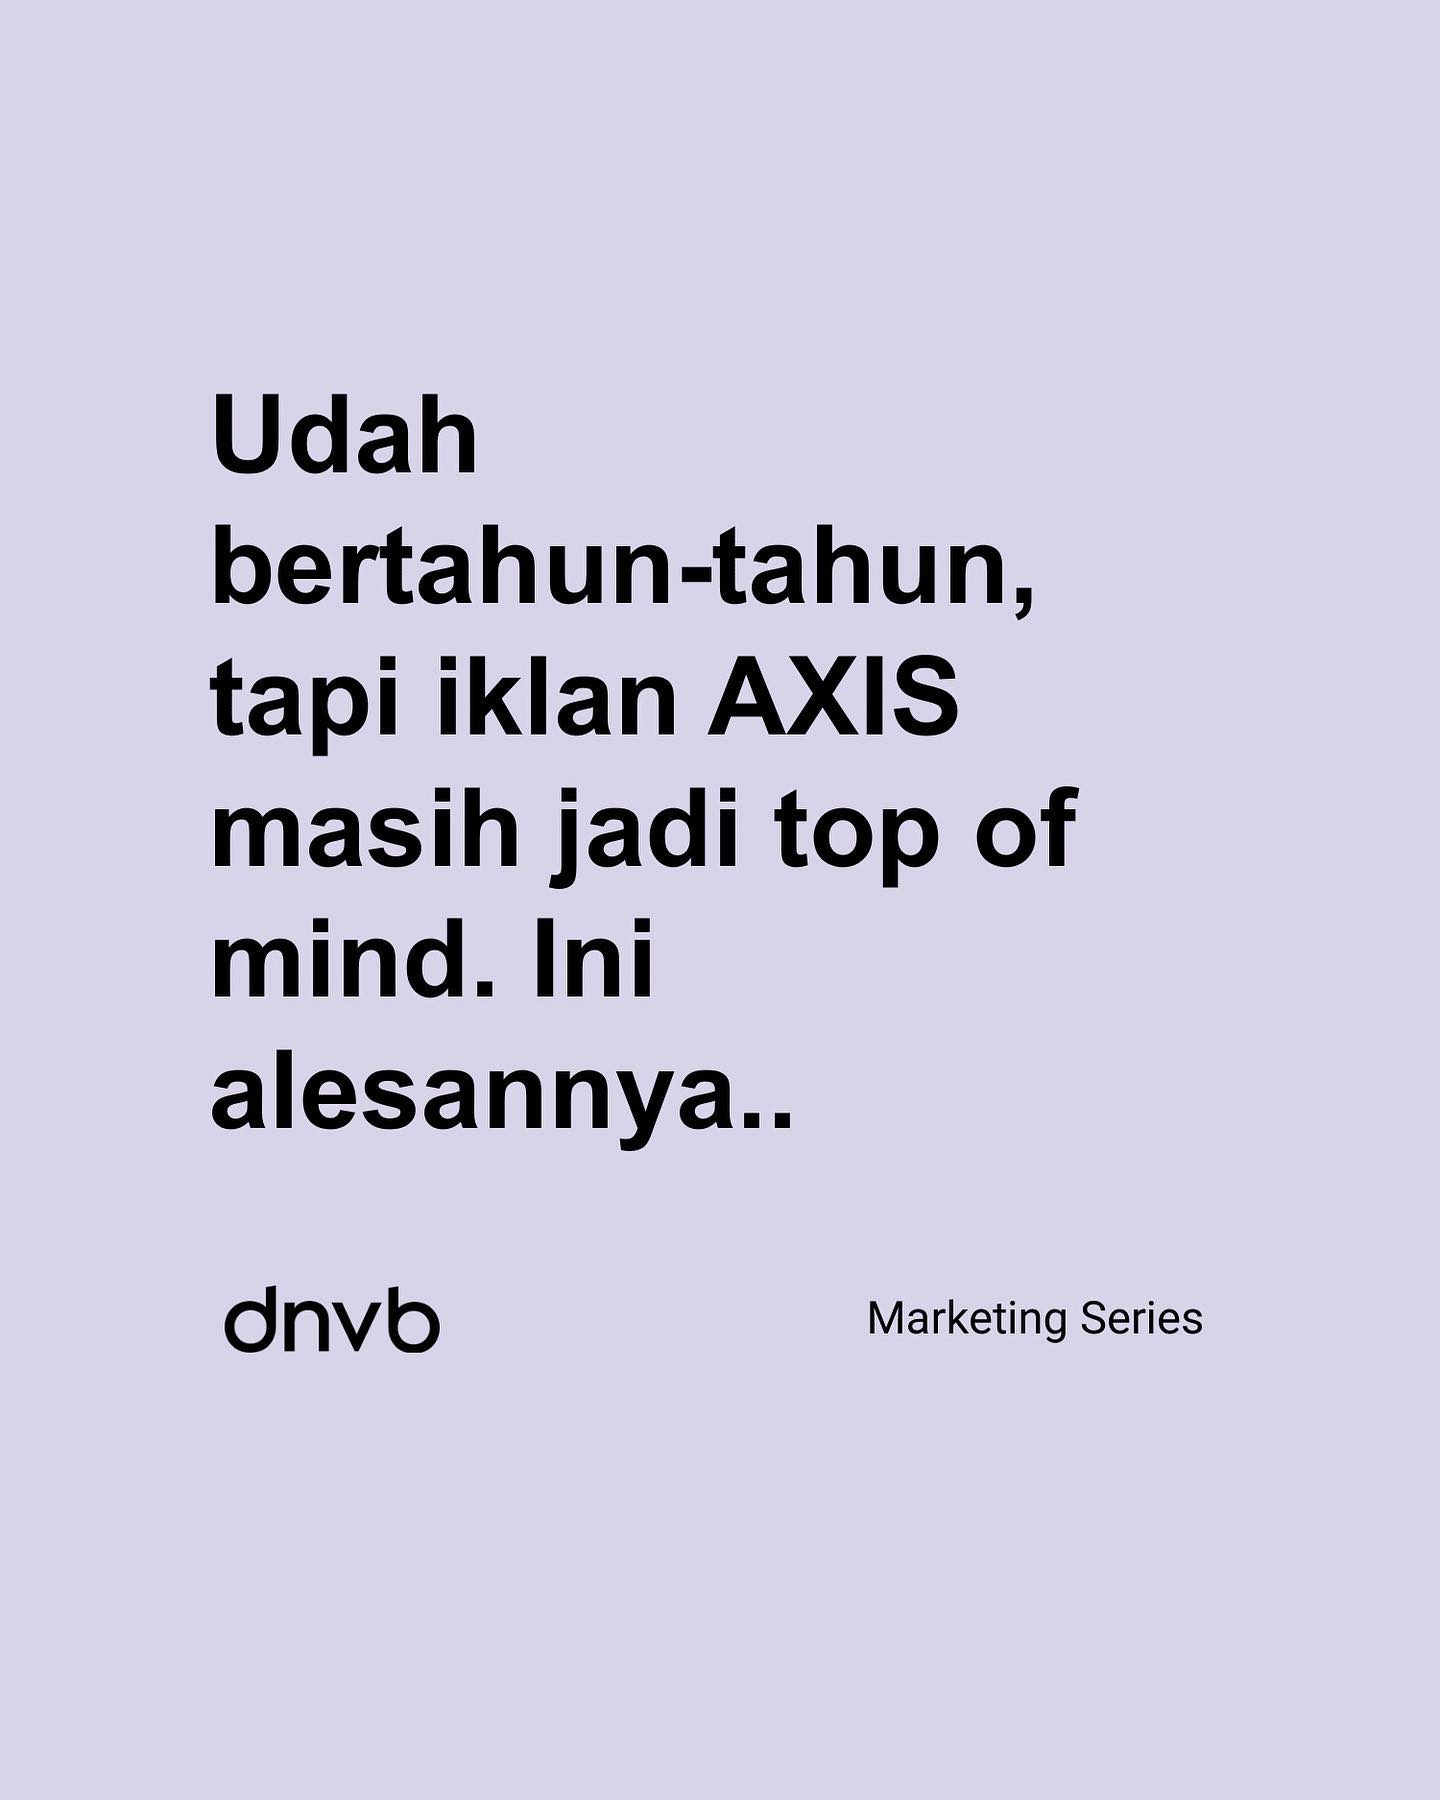 Udah
bertahun-tahun,
tapi iklan AXIS
masih jadi top of
mind. Ini
alesannya..
dnvb
Marketing Series